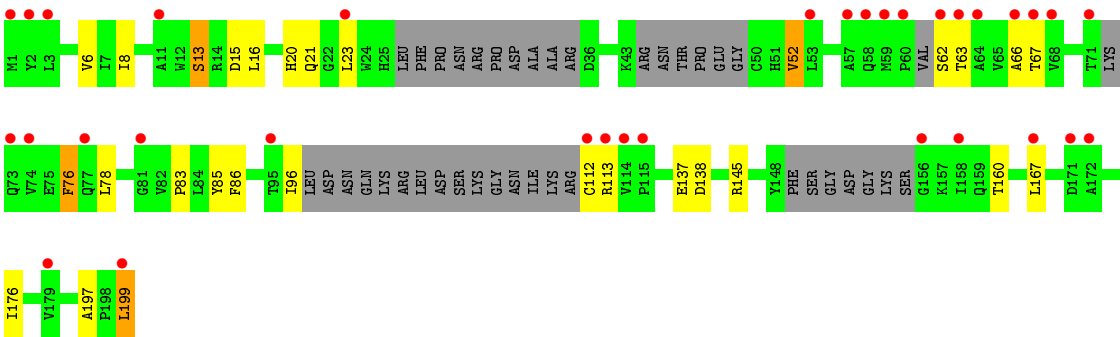 M1 Y2 L3 V6 I7 I8 A11 W12 S13 R14 D15 L16 H20 Q21 G22 L23 W24 H25 LEU PHE PRO ASN ARG PRO ASP ALA ALA ARG D36 K43 ARG ASN THR PRO GLU GLY C50 H51 V52 L53 A57 Q58 M59 P60 VAL S62 T63 A64 V65 A66 T67 V68 T71 LYS
Q73 V74 E75 F76 Q77 L78 G81 V82 P83 L84 Y85 F86 T95 I96 LEU ASP ASN GLN LYS ARG LEU ASP SER LYS GLY ASN ILE LYS ARG C112 R113 V114 P115 E137 D138 R145 Y148 PHE SER GLY ASP GLY LYS SER G156 K157 I158 Q159 T160 L167 D171 A172
I176 V179 A197 P198 L199